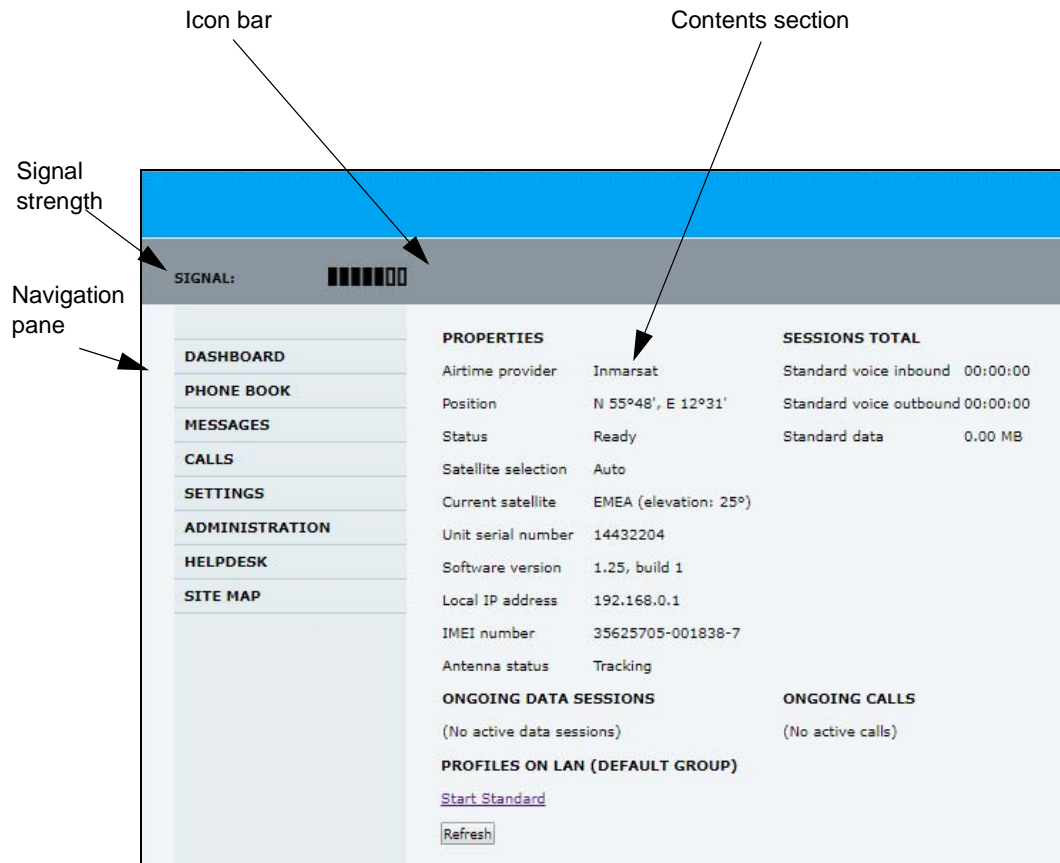 Icon bar
Contents section
Signal
strength
Navigation
pane
SIGNAL:
DASHBOARD
PHONE BOOK
MESSAGES
CALLS
SETTINGS
ADMINISTRATION
HELPDESK
SITE MAP
PROPERTIES
Airtime provider Inmarsat
Position N 55º48', E 12º31'
Status Ready
Satellite selection Auto
Current satellite EMEA (elevation: 25º)
Unit serial number 14432204
Software version 1.25, build 1
Local IP address 192.168.0.1
IMEI number 35625705-001838-7
Antenna status Tracking
SESSIONS TOTAL
Standard voice inbound 00:00:00
Standard voice outbound 00:00:00
Standard data 0.00 MB
ONGOING DATA SESSIONS
(No active data sessions)
ONGOING CALLS
(No active calls)
PROFILES ON LAN (DEFAULT GROUP)
Start Standard
Refresh